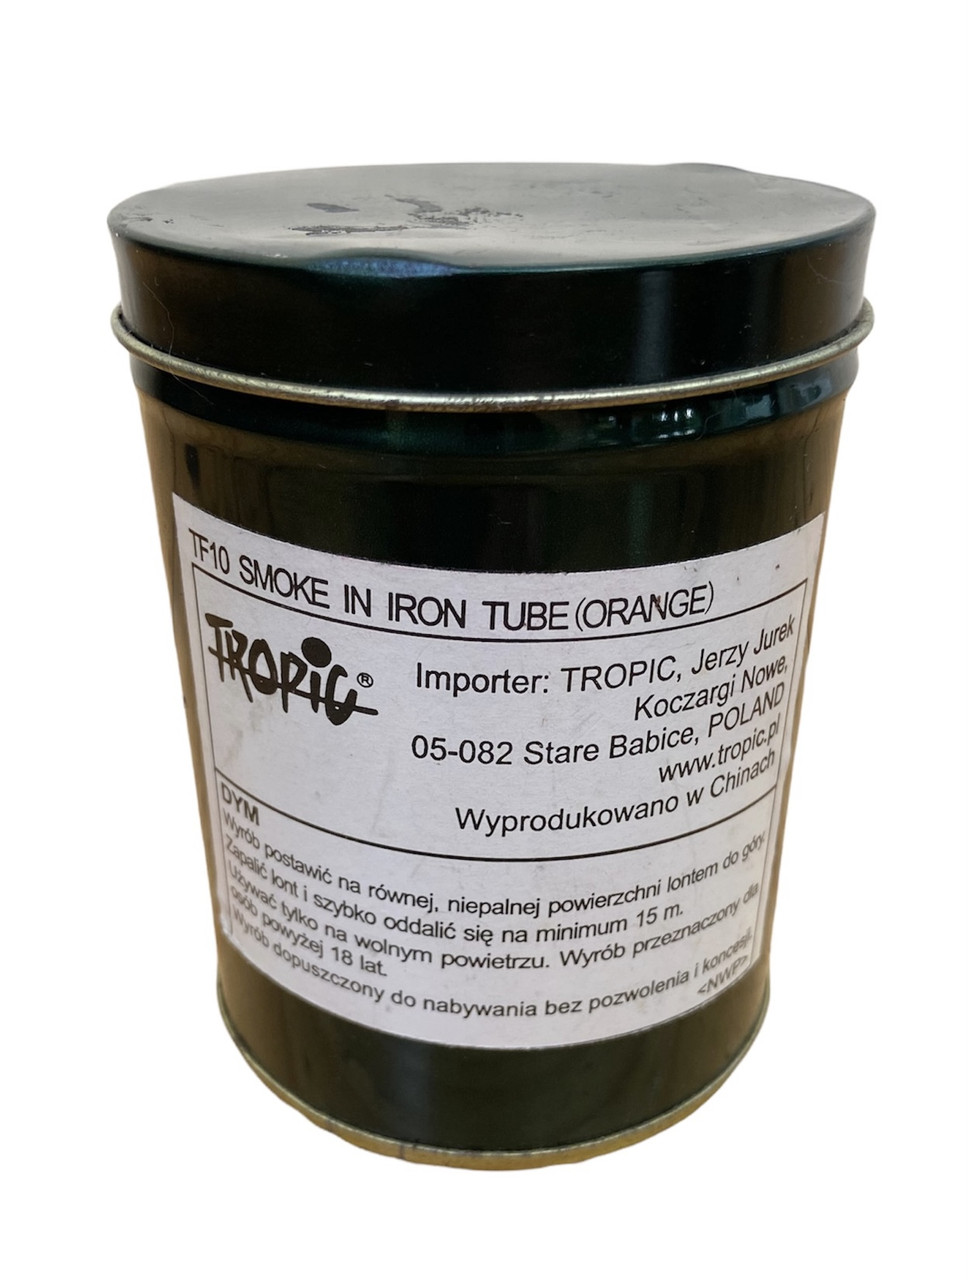 TF10 SMOKE IN IRON TUBE (ORANGE)
TROPIC®
Importer: TROPIC, Jerzy Jurek
Koczargi Nowe,
05-082 Stare Babice, POLAND
www.tropic.pl
Wyprodukowano w Chinach
DYM
Wyrób postawić na równej, niepalnej powierzchni lontem do góry.
Zapalić lont i szybko oddalić się na minimum 15 m.
Używać tylko na wolnym powietrzu. Wyrób przeznaczony dla
osób powyżej 18 lat.
Wyrób dopuszczony do nabywania bez pozwolenia i koncesji.
<NWP>